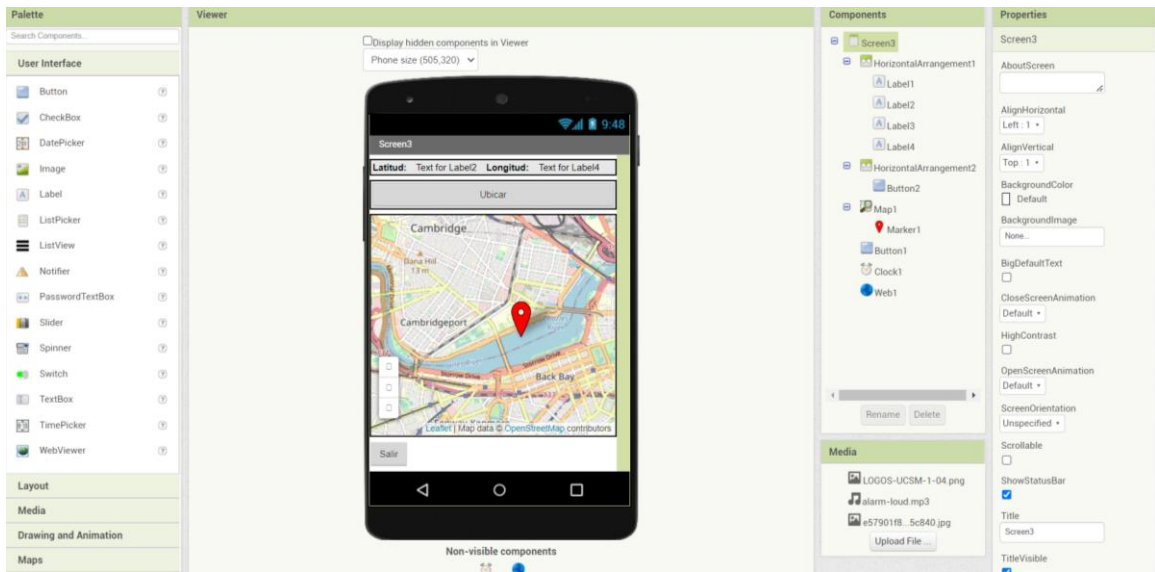 Palette
Search Components...
User Interface
Button
CheckBox
DatePicker
Image
Label
ListPicker
ListView
Notifier
PasswordTextBox
Slider
Spinner
Switch
TextBox
TimePicker
WebViewer
Layout
Media
Drawing and Animation
Maps
Viewer
Display hidden components in Viewer
Phone size (505,320)
9:48
Screen3
Latitud: Text for Label2 Longitud: Text for Label4
Ubicar
Cambridge
Dana Hill
13 m
Cambridgeport
Back Bay
Leaflet | Map data © OpenStreetMap contributors
Salir
Non-visible components
Components
Screen3
HorizontalArrangement1
Label1
Label2
Label3
Label4
HorizontalArrangement2
Button2
Map1
Marker1
Button1
Clock1
Web1
Rename Delete
Media
LOGOS-UCSM-1-04.png
alarm-loud.mp3
e57901f8...5c840.jpg
Upload File ...
Properties
Screen3
AboutScreen
AlignHorizontal
Left : 1
AlignVertical
Top : 1
BackgroundColor
Default
BackgroundImage
None...
BigDefaultText
CloseScreenAnimation
Default
HighContrast
OpenScreenAnimation
Default
ScreenOrientation
Unspecified
Scrollable
ShowStatusBar
Title
Screen3
TitleVisible